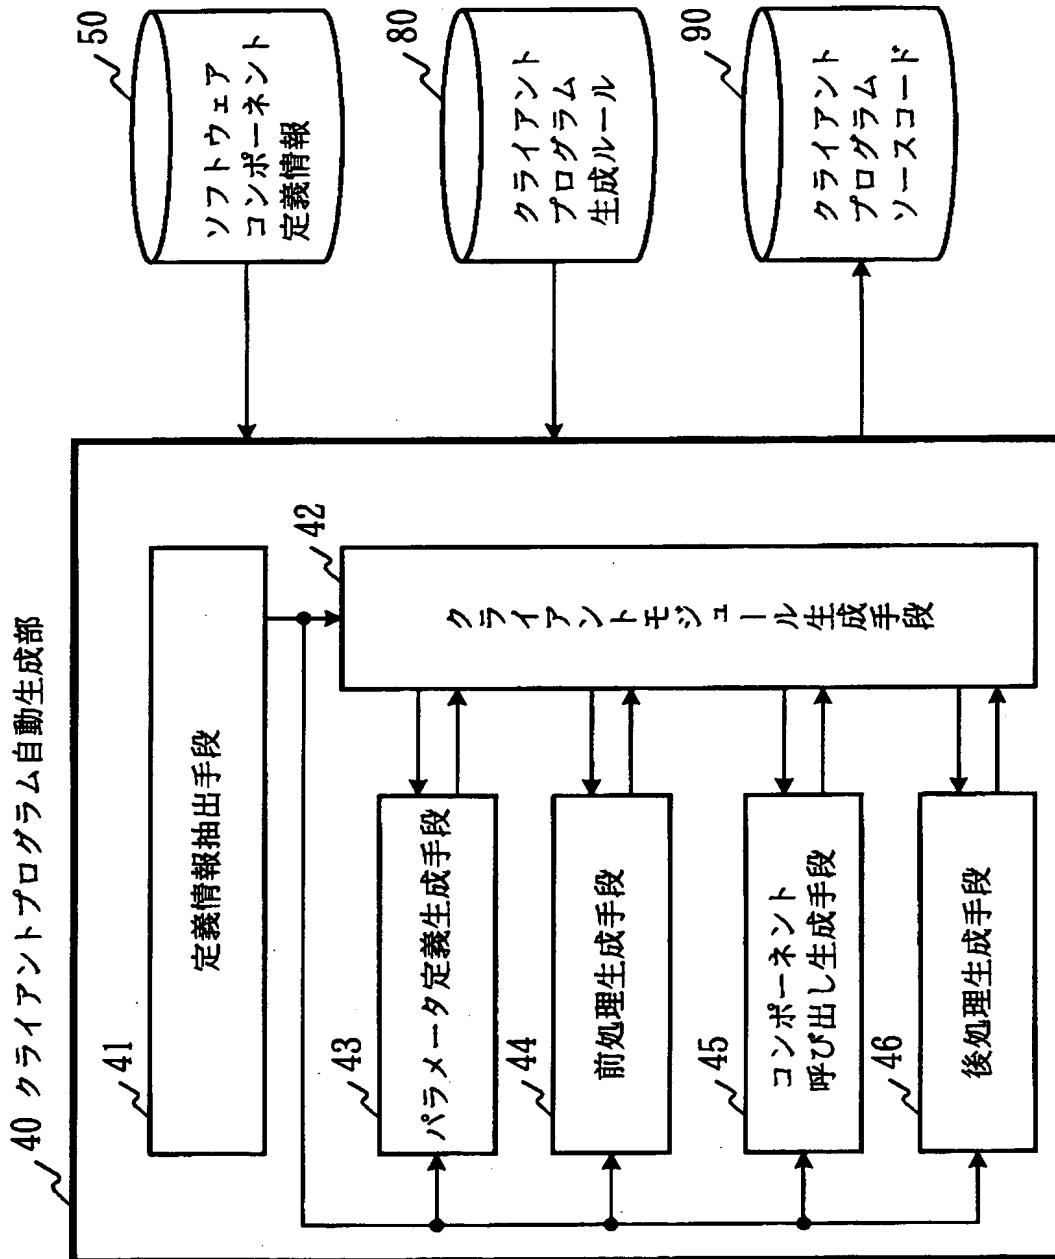 40 クライアントプログラム自動生成部
41
定義情報抽出手段
42
クライアントモジュール生成手段
43
パラメータ定義生成手段
44
前処理生成手段
45
コンポーネント
呼び出し生成手段
46
後処理生成手段
50
ソフトウェア
コンポーネント
定義情報
80
クライアント
プログラム
生成ルール
90
クライアント
プログラム
ソースコード